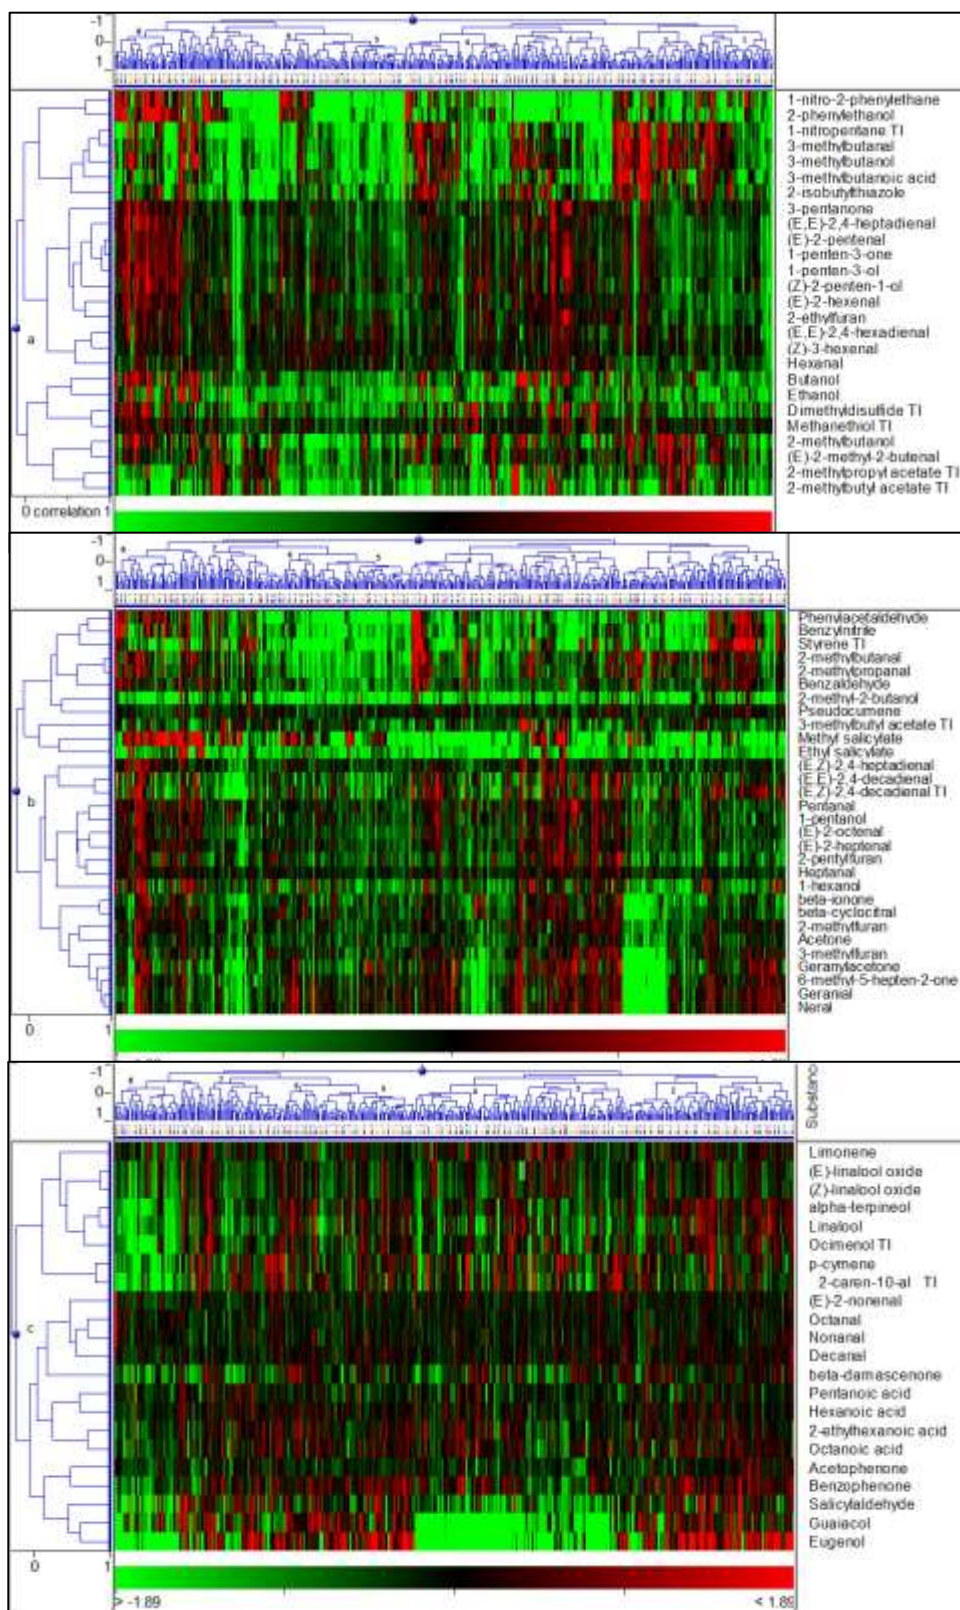 -1
0
1
1-nitro-2-phenylethane
2-phenylethanol
1-nitropentane TI
3-methylbutanal
3-methylbutanol
3-methylbutanoic acid
2-isobutylthiazole
3-pentanone
(E,E)-2,4-heptadienal
(E)-2-pentenal
1-penten-3-one
1-penten-3-ol
(Z)-2-penten-1-ol
(E)-2-hexenal
2-ethylfuran
(E,E)-2,4-hexadienal
(Z)-3-hexenal
Hexanal
Butanol
Ethanol
Dimethyldisulfide TI
Methanethiol TI
2-methylbutanol
(E)-2-methyl-2-butenal
2-methylpropyl acetate TI
2-methylbutyl acetate TI
a
0 correlation 1
-1
0
1
Phenylacetaldehyde
Benzylnitrile
Styrene TI
2-methylbutanal
2-methylpropanal
Benzaldehyde
2-methyl-2-butanol
Pseudocumene
3-methylbutyl acetate TI
Methyl salicylate
Ethyl salicylate
(E,Z)-2,4-heptadienal
(E,E)-2,4-decadienal
(E,Z)-2,4-decadienal TI
Pentanal
1-pentanol
(E)-2-octenal
(E)-2-heptenal
2-pentylfuran
Heptanal
1-hexanol
beta-ionone
beta-cyclocitral
2-methylfuran
Acetone
3-methylfuran
Geranylacetone
6-methyl-5-hepten-2-one
Geranial
Neral
b
0 1
-1
0
1
Substano
Limonene
(E)-linalool oxide
(Z)-linalool oxide
alpha-terpineol
Linalool
Ocimenol TI
p-cymene
2-caren-10-al TI
(E)-2-nonenal
Octanal
Nonanal
Decanal
beta-damascenone
Pentanoic acid
Hexanoic acid
2-ethylhexanoic acid
Octanoic acid
Acetophenone
Benzophenone
Salicylaldehyde
Guaiacol
Eugenol
c
0 1
> -1.89 < 1.89